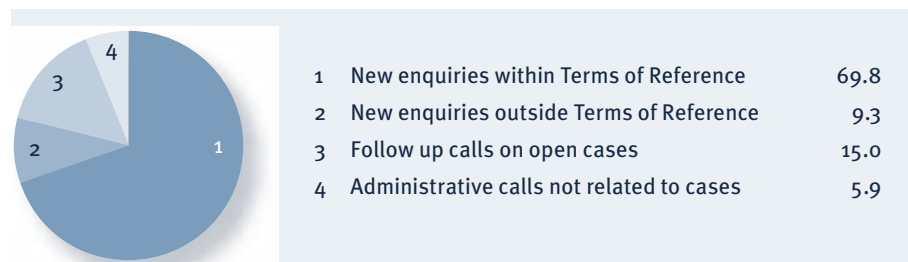 4
3
2
1
1 New enquiries within Terms of Reference 69.8
2 New enquiries outside Terms of Reference 9.3
3 Follow up calls on open cases 15.0
4 Administrative calls not related to cases 5.9